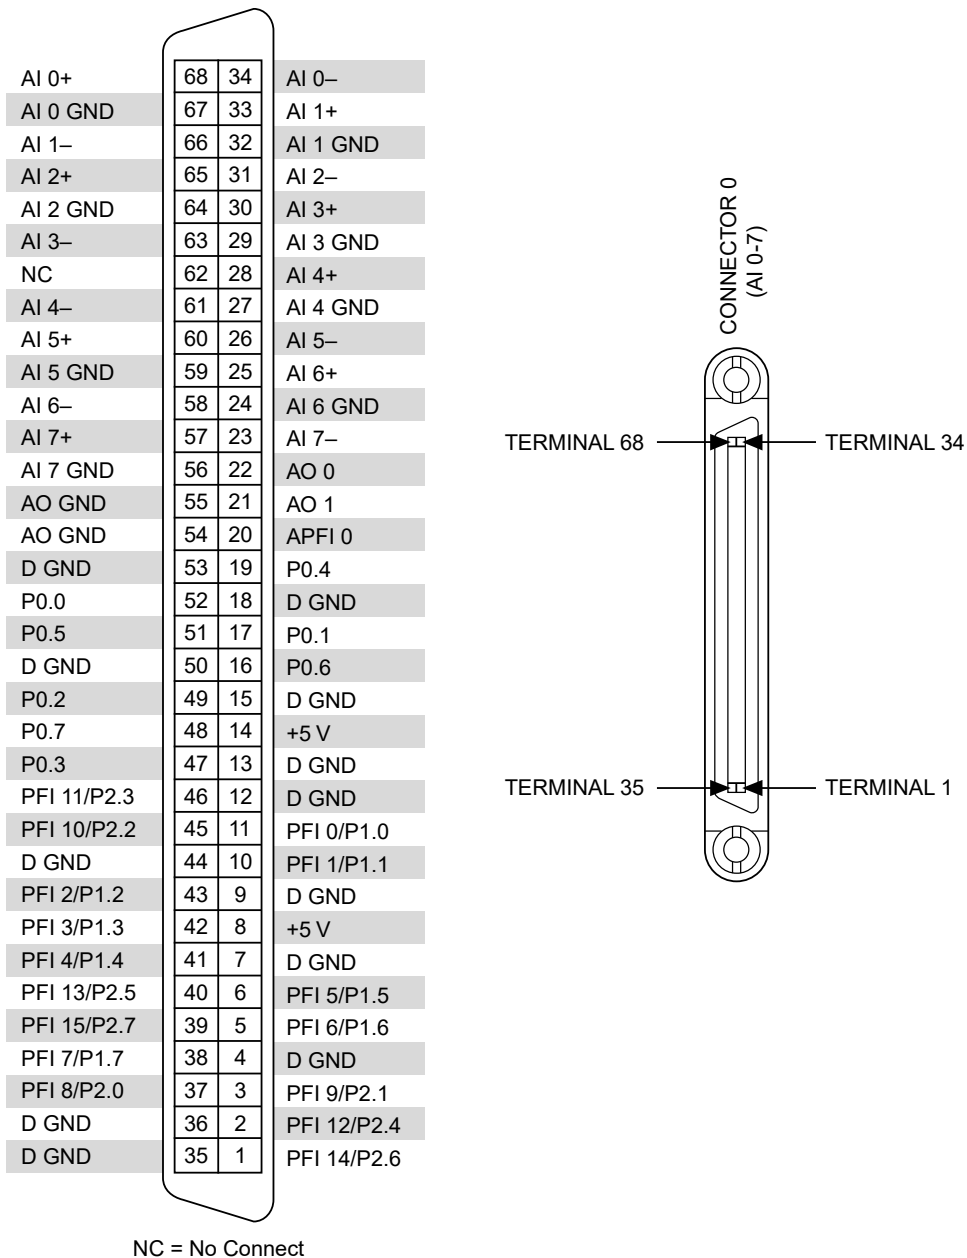 AI 0+ 68 34 AI 0–
AI 0 GND 67 33 AI 1+
AI 1– 66 32 AI 1 GND
AI 2+ 65 31 AI 2–
AI 2 GND 64 30 AI 3+
AI 3– 63 29 AI 3 GND
NC 62 28 AI 4+
AI 4– 61 27 AI 4 GND
AI 5+ 60 26 AI 5–
AI 5 GND 59 25 AI 6+
AI 6– 58 24 AI 6 GND
AI 7+ 57 23 AI 7–
AI 7 GND 56 22 AO 0
AO GND 55 21 AO 1
AO GND 54 20 APFI 0
D GND 53 19 P0.4
P0.0 52 18 D GND
P0.5 51 17 P0.1
D GND 50 16 P0.6
P0.2 49 15 D GND
P0.7 48 14 +5 V
P0.3 47 13 D GND
PFI 11/P2.3 46 12 D GND
PFI 10/P2.2 45 11 PFI 0/P1.0
D GND 44 10 PFI 1/P1.1
PFI 2/P1.2 43 9 D GND
PFI 3/P1.3 42 8 +5 V
PFI 4/P1.4 41 7 D GND
PFI 13/P2.5 40 6 PFI 5/P1.5
PFI 15/P2.7 39 5 PFI 6/P1.6
PFI 7/P1.7 38 4 D GND
PFI 8/P2.0 37 3 PFI 9/P2.1
D GND 36 2 PFI 12/P2.4
D GND 35 1 PFI 14/P2.6
NC = No Connect
CONNECTOR 0
(AI 0-7)
TERMINAL 68 TERMINAL 34
TERMINAL 35 TERMINAL 1